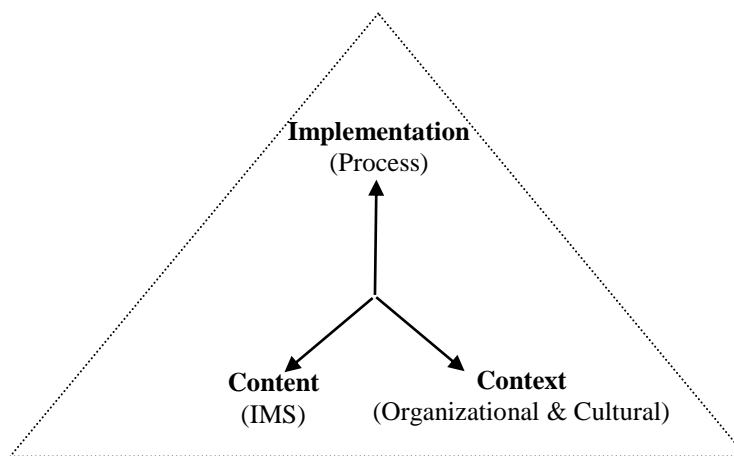 Implementation
(Process)
Content
(IMS)
Context
(Organizational & Cultural)